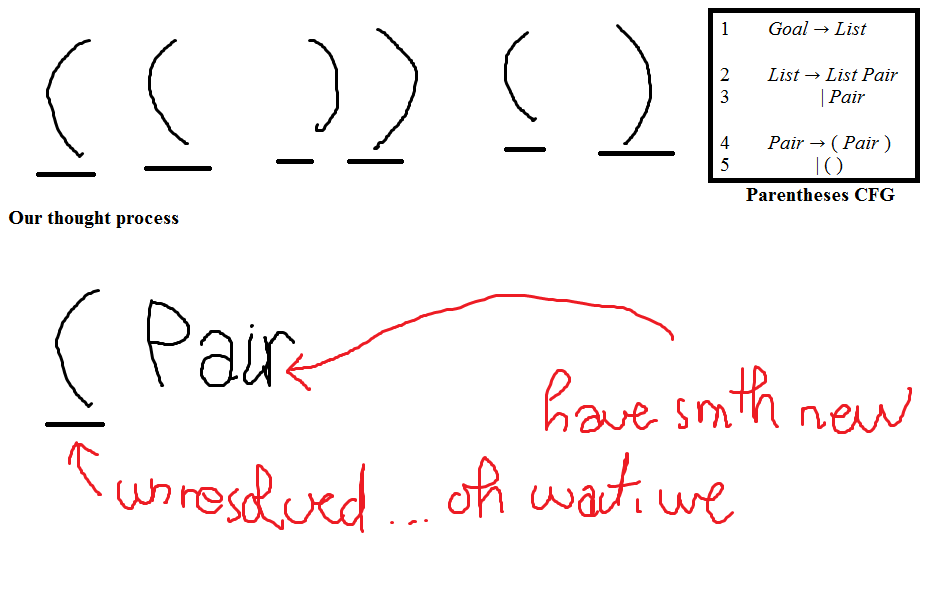 ( ( ) ) ( )
1 Goal → List
2 List → List Pair
3 | Pair
4 Pair → ( Pair )
5 | ( )
Parentheses CFG
Our thought process
( Pair
have smth new
unresolved... oh wait, we